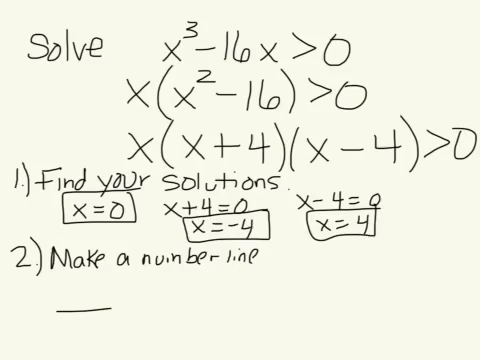 Solve x³ - 16x > 0
x(x² - 16) > 0
x(x + 4)(x - 4) > 0
1.) Find your solutions.
x = 0 x + 4 = 0 x - 4 = 0
x = -4 x = 4
2.) Make a number line